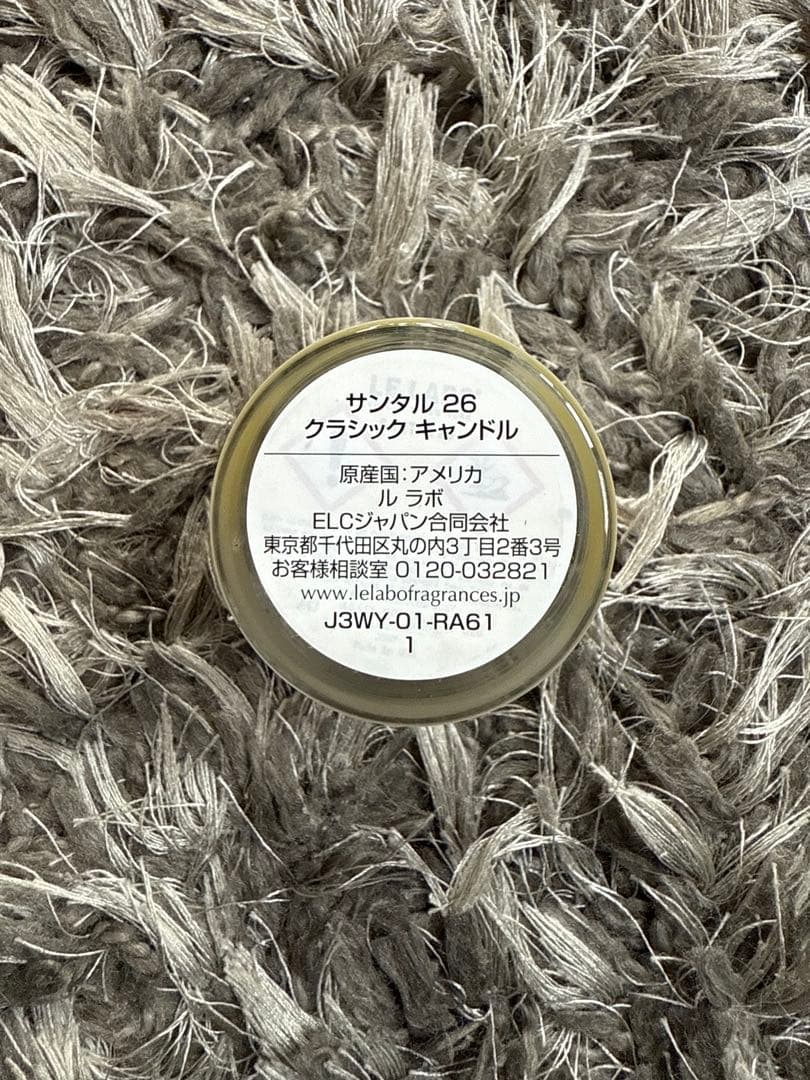 サンタル 26
クラシック キャンドル
原産国:アメリカ
ル ラボ
ELCジャパン合同会社
東京都千代田区丸の内3丁目2番3号
お客様相談室 0120-032821
www.lelabofragrances.jp
J3WY-01-RA61
1